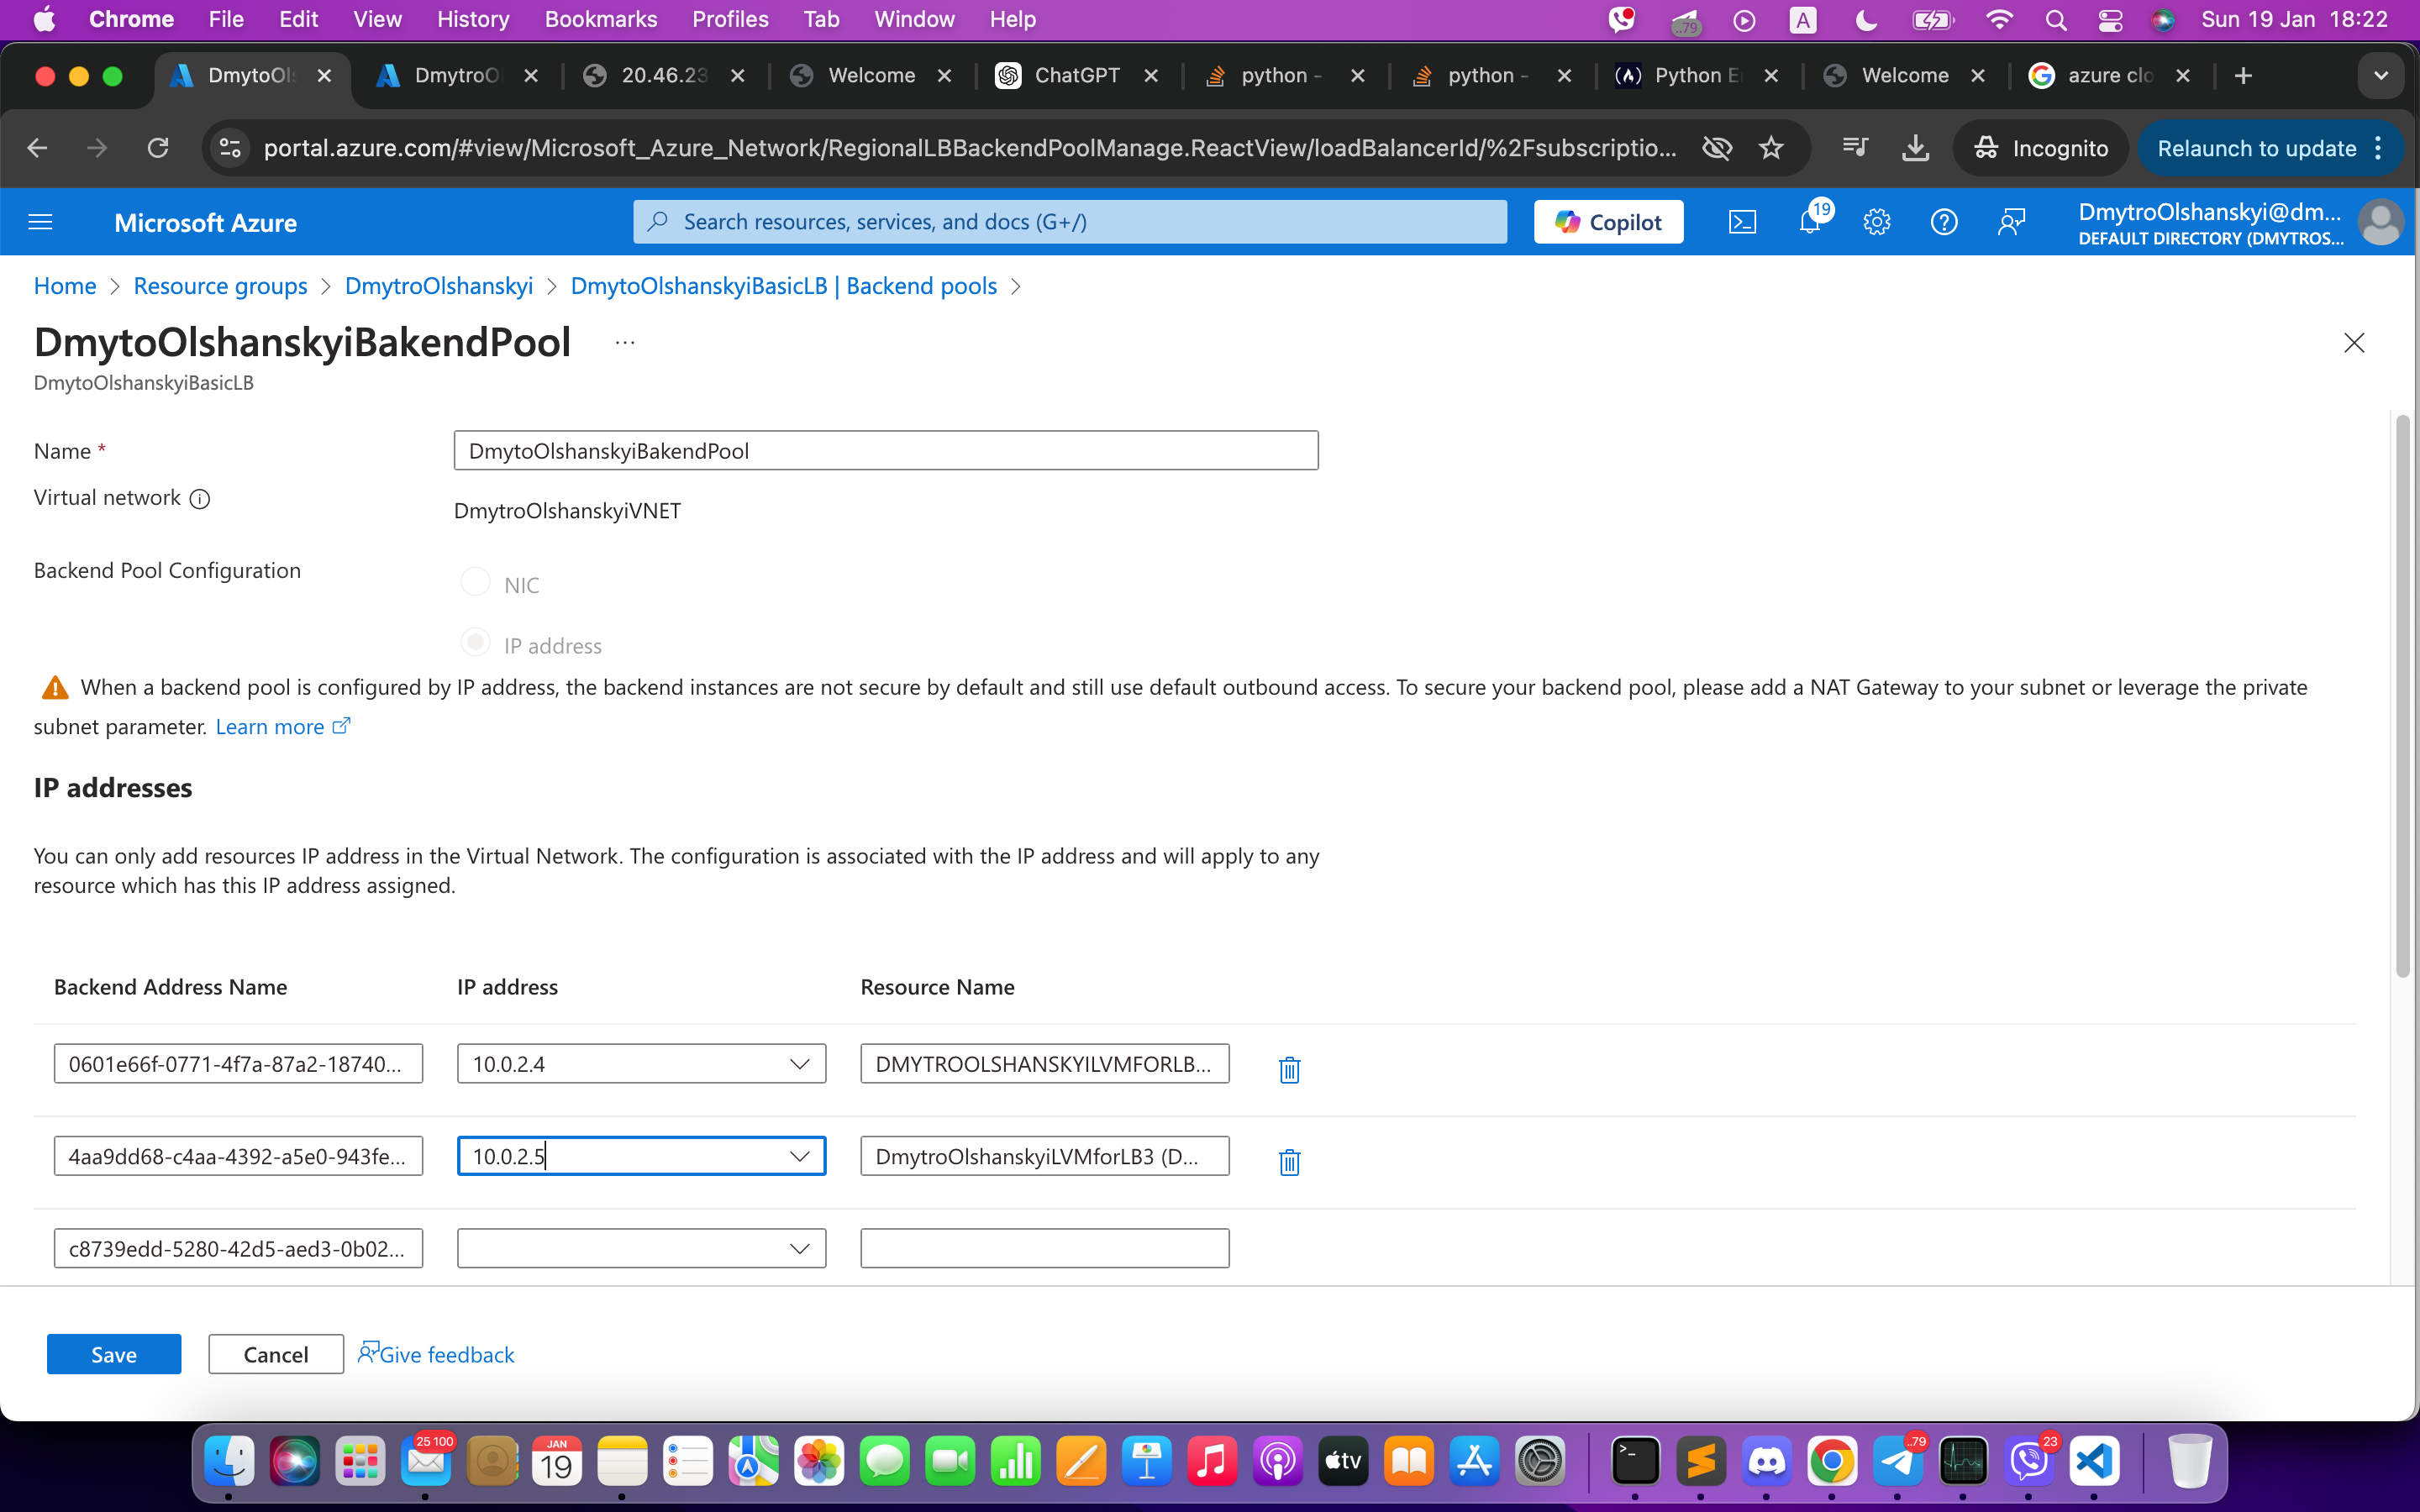 Chrome File Edit View History Bookmarks Profiles Tab Window Help A Sun 19 Jan 18:22
DmytoOls DmytroO 20.46.23 Welcome ChatGPT python - python - Python E Welcome azure clo
portal.azure.com/#view/Microsoft_Azure_Network/RegionalLBBackendPoolManage.ReactView/loadBalancerId/%2Fsubscriptio... Incognito Relaunch to update
Microsoft Azure Search resources, services, and docs (G+/) Copilot 19 DmytroOlshanskyi@dm...
DEFAULT DIRECTORY (DMYTROS...
Home > Resource groups > DmytroOlshanskyi > DmytoOlshanskyiBasicLB | Backend pools >
DmytoOlshanskyiBakendPool ...
DmytoOlshanskyiBasicLB
Name * DmytoOlshanskyiBakendPool
Virtual network DmytroOlshanskyiVNET
Backend Pool Configuration NIC
IP address
When a backend pool is configured by IP address, the backend instances are not secure by default and still use default outbound access. To secure your backend pool, please add a NAT Gateway to your subnet or leverage the private
subnet parameter. Learn more
IP addresses
You can only add resources IP address in the Virtual Network. The configuration is associated with the IP address and will apply to any
resource which has this IP address assigned.
Backend Address Name IP address Resource Name
0601e66f-0771-4f7a-87a2-18740... 10.0.2.4 DMYTROOLSHANSKYILVMFORLB...
4aa9dd68-c4aa-4392-a5e0-943fe... 10.0.2.5 DmytroOlshanskyiLVMforLB3 (D...
c8739edd-5280-42d5-aed3-0b02...
Save Cancel Give feedback
25 100 JAN 19 tv ..79 23